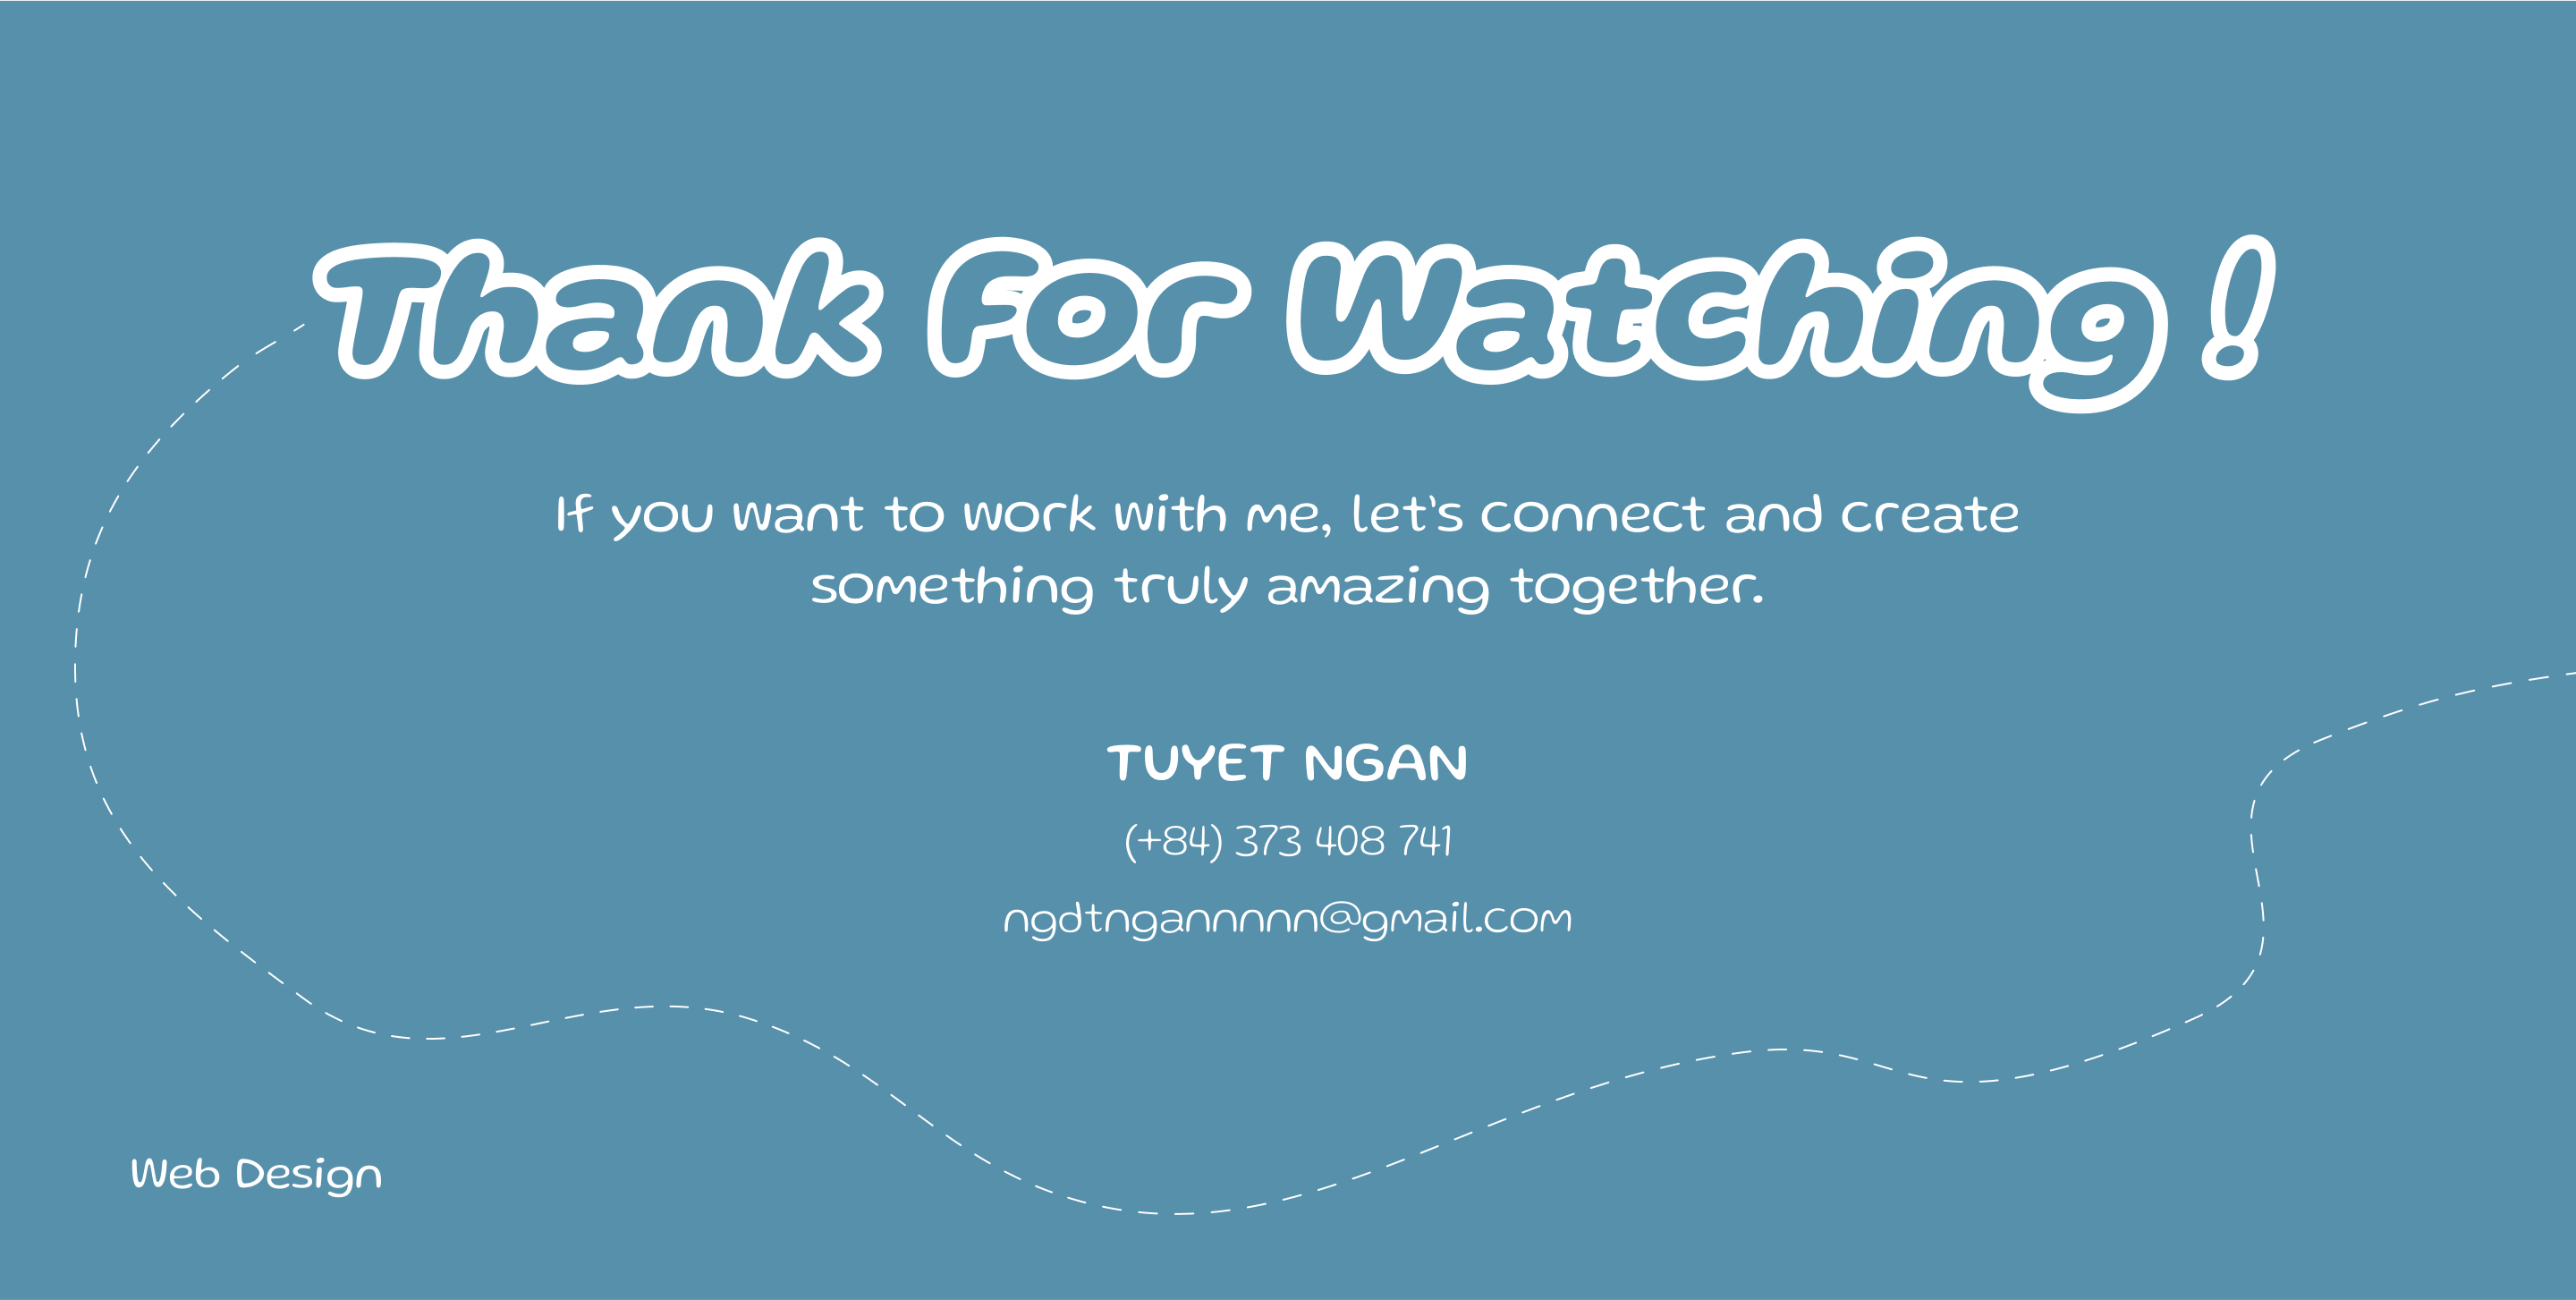 Thank For Watching !
If you want to work with me, let's connect and create
something truly amazing together.
TUYET NGAN
(+84) 373 408 741
ngdtngannnnn@gmail.com
Web Design